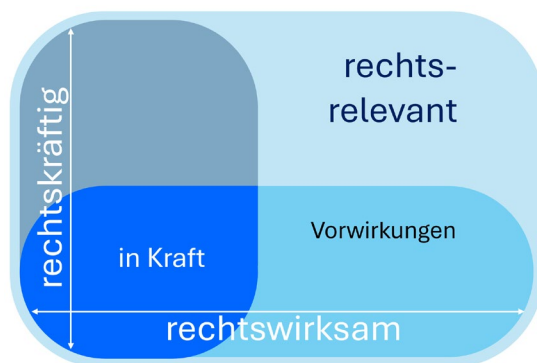 rechts-
relevant
rechtskräftig
Vorwirkungen
in Kraft
rechtswirksam